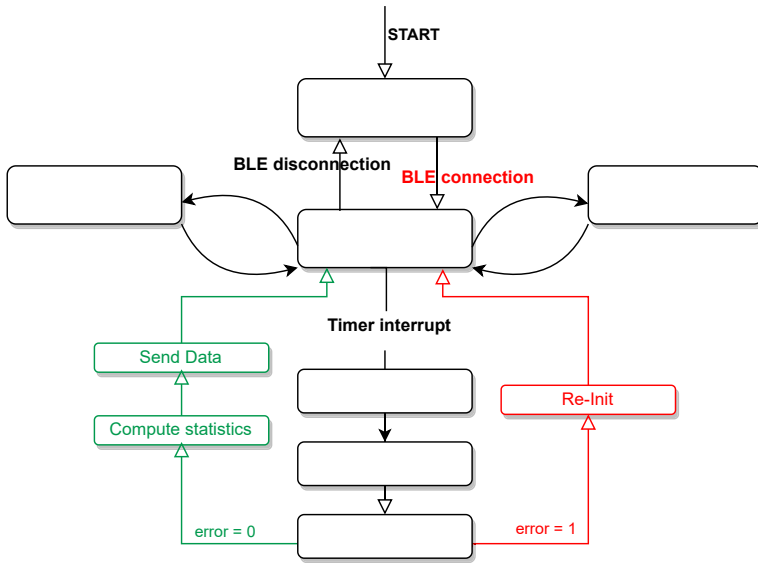 START
BLE disconnection
BLE connection
Timer interrupt
Send Data
Re-Init
Compute statistics
error = 0
error = 1